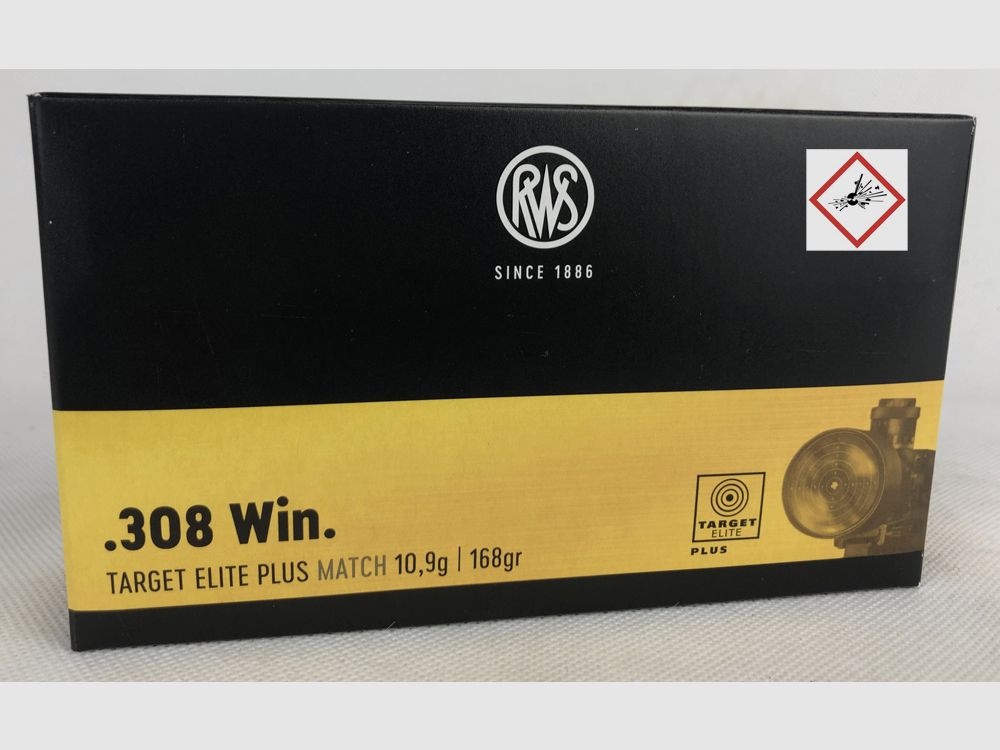 RWS
SINCE 1886
TARGET
ELITE
PLUS
.308 Win.
TARGET ELITE PLUS MATCH 10,9g | 168gr